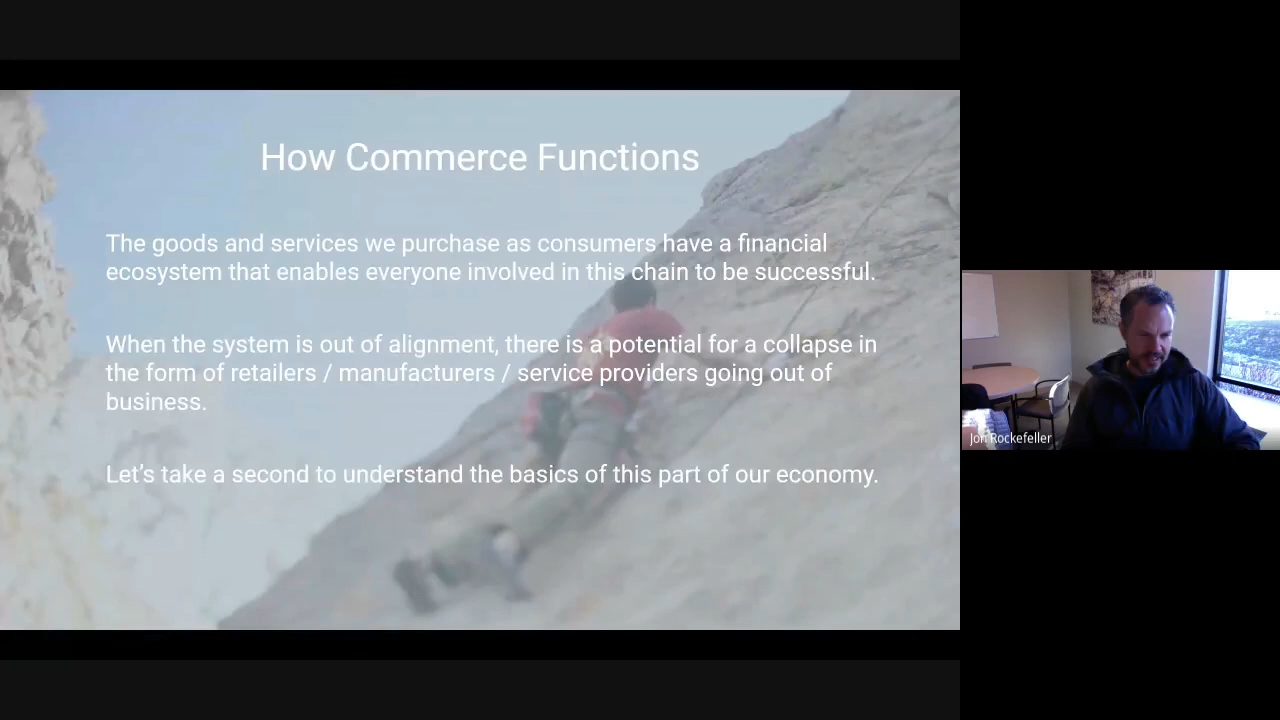 How Commerce Functions
The goods and services we purchase as consumers have a financial
ecosystem that enables everyone involved in this chain to be successful.
When the system is out of alignment, there is a potential for a collapse in
the form of retailers / manufacturers / service providers going out of
business.
Let’s take a second to understand the basics of this part of our economy.
Jon Rockefeller